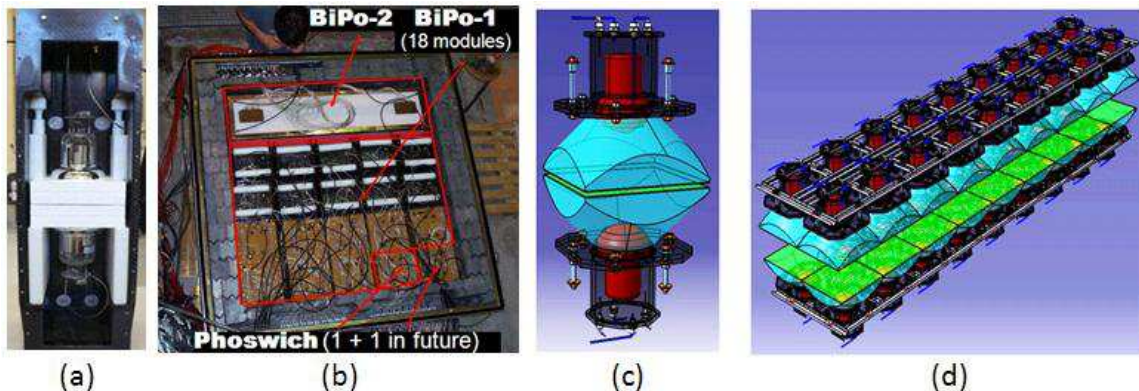 BiPo-2 BiPo-1
(18 modules)
Phoswich (1 + 1 in future)
(a) (b) (c) (d)